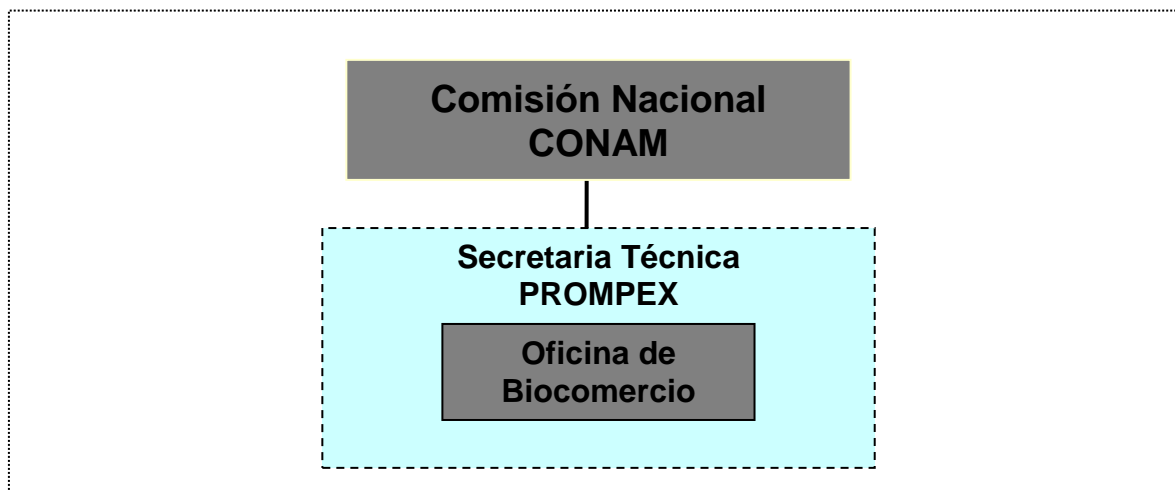 Comisión Nacional
CONAM
Secretaria Técnica
PROMPEX
Oficina de
Biocomercio